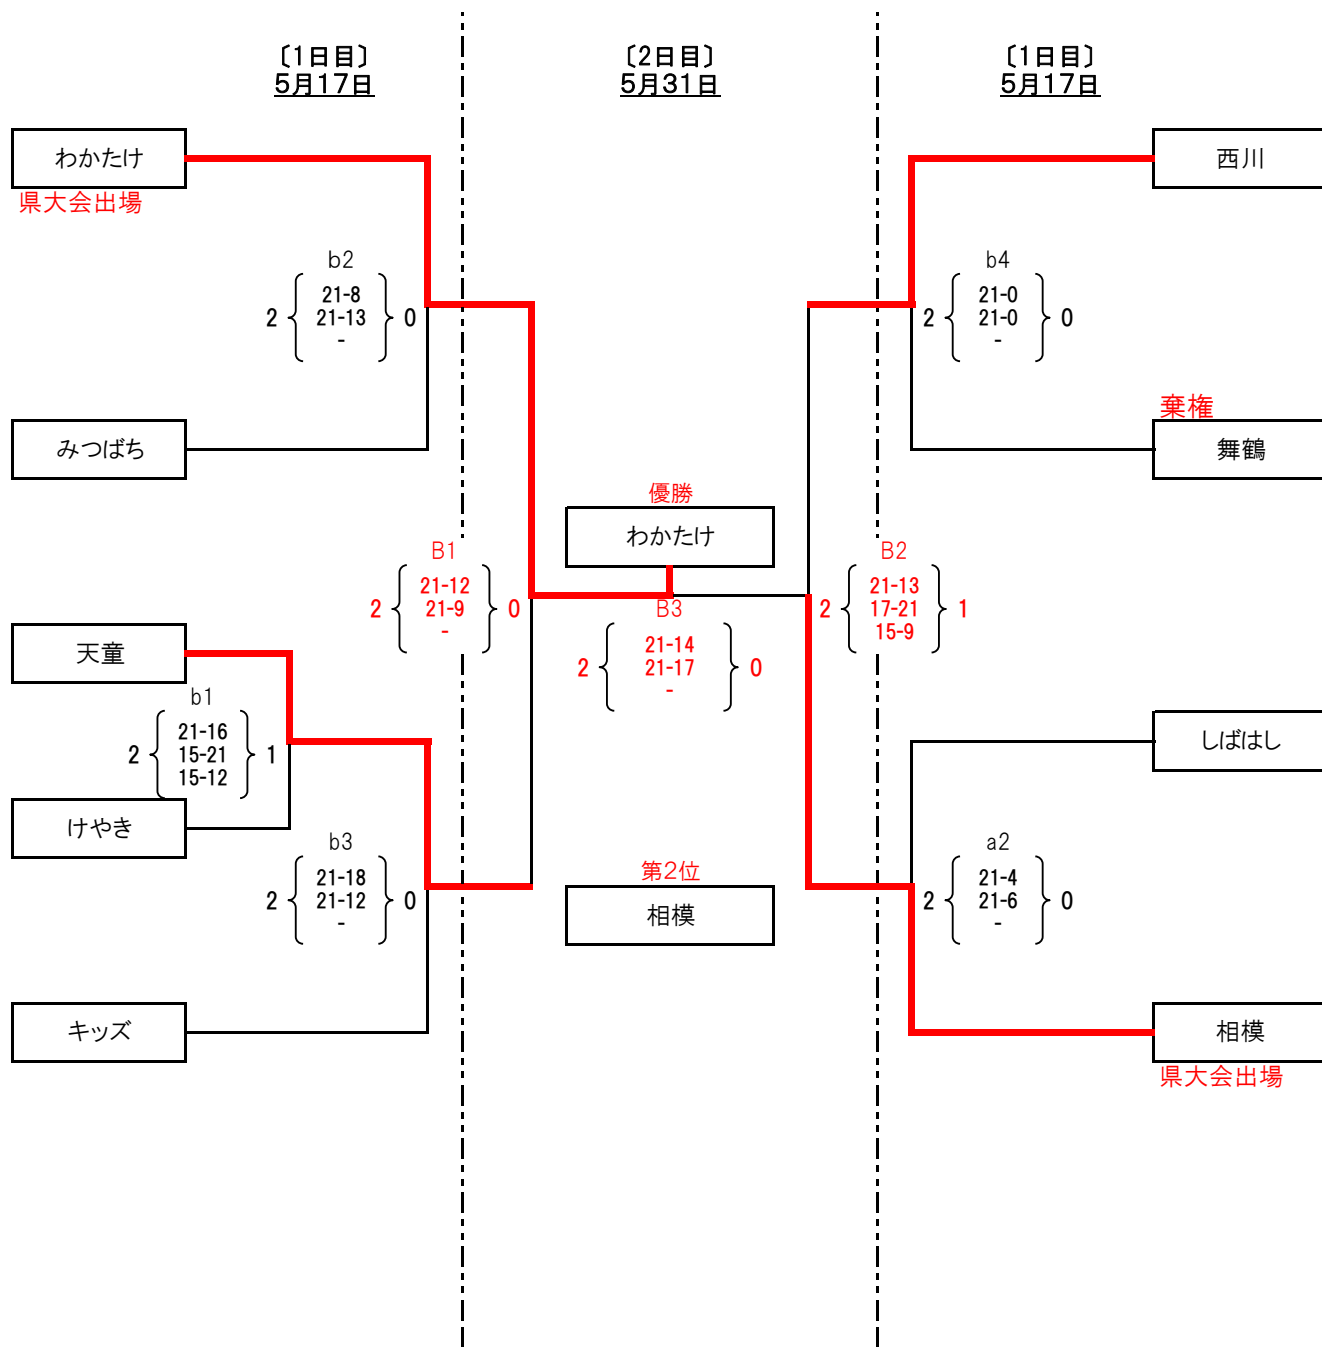 〔1日目〕
5月17日
〔2日目〕
5月31日
〔1日目〕
5月17日
わかたけ
県大会出場
西川
b2
2
21-8
21-13
-
0
b4
2
21-0
21-0
-
0
みつばち
棄権
舞鶴
優勝
わかたけ
B1
2
21-12
21-9
-
0
B2
2
21-13
17-21
15-9
1
B3
2
21-14
21-17
-
0
天童
b1
2
21-16
15-21
15-12
1
けやき
しばはし
b3
2
21-18
21-12
-
0
第2位
相模
a2
2
21-4
21-6
-
0
キッズ
相模
県大会出場